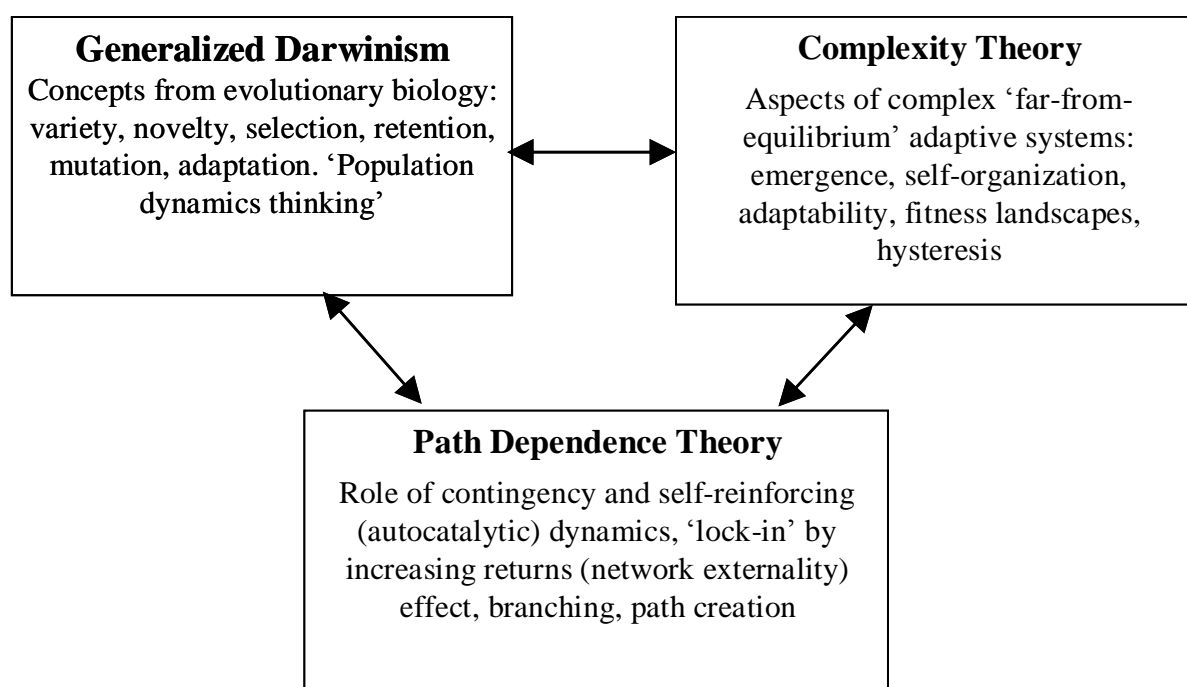 Generalized Darwinism
Concepts from evolutionary biology:
variety, novelty, selection, retention,
mutation, adaptation. ‘Population
dynamics thinking’
Complexity Theory
Aspects of complex ‘far-from-
equilibrium’ adaptive systems:
emergence, self-organization,
adaptability, fitness landscapes,
hysteresis
Path Dependence Theory
Role of contingency and self-reinforcing
(autocatalytic) dynamics, ‘lock-in’ by
increasing returns (network externality)
effect, branching, path creation